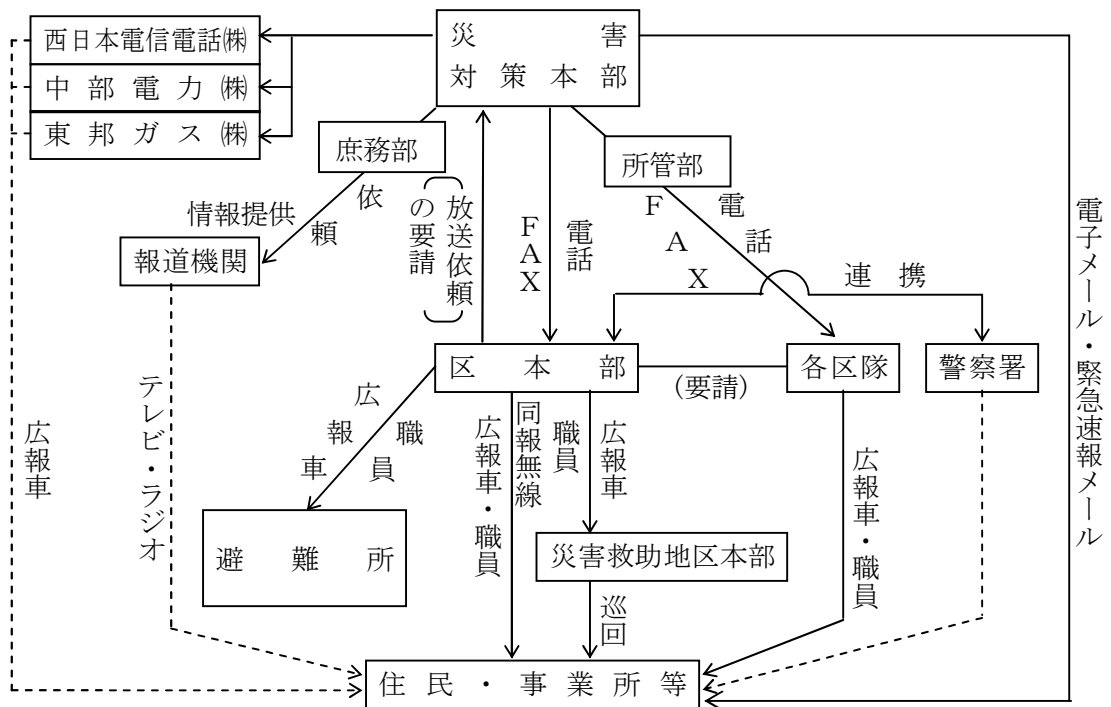 西日本電信電話㈱
中部電力㈱
東邦ガス㈱
災害
対策本部
庶務部
所管部
情報提供
依頼
放送依頼
の要請
電話
FAX
電話
FAX
連携
報道機関
区本部
(要請)
各区隊
警察署
電子メール・緊急速報メール
広報車
テレビ・ラジオ
広報車
職員
同報無線
広報車・職員
広報車
職員
広報車・職員
避難所
災害救助地区本部
巡回
住民・事業所等